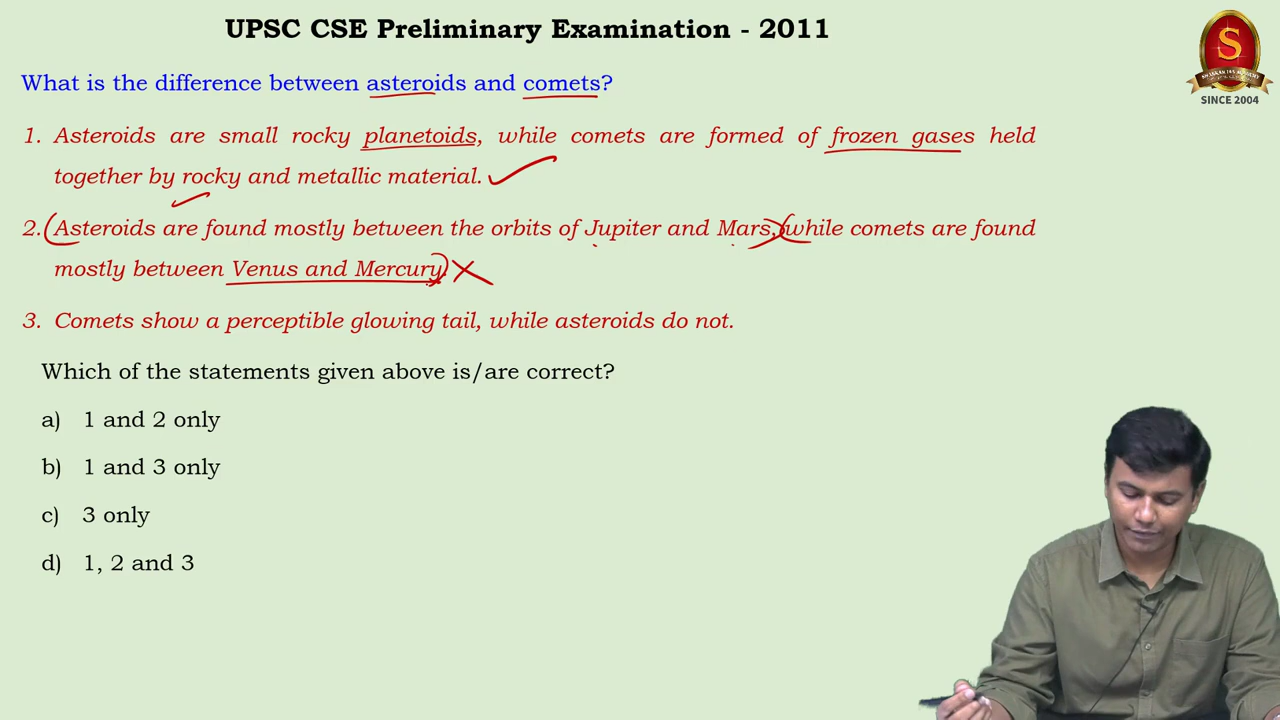 UPSC CSE Preliminary Examination - 2011
What is the difference between asteroids and comets?
1. Asteroids are small rocky planetoids, while comets are formed of frozen gases held
together by rocky and metallic material.
2. Asteroids are found mostly between the orbits of Jupiter and Mars, while comets are found
mostly between Venus and Mercury.
3. Comets show a perceptible glowing tail, while asteroids do not.
Which of the statements given above is/are correct?
a) 1 and 2 only
b) 1 and 3 only
c) 3 only
d) 1, 2 and 3
S
SINCE 2004